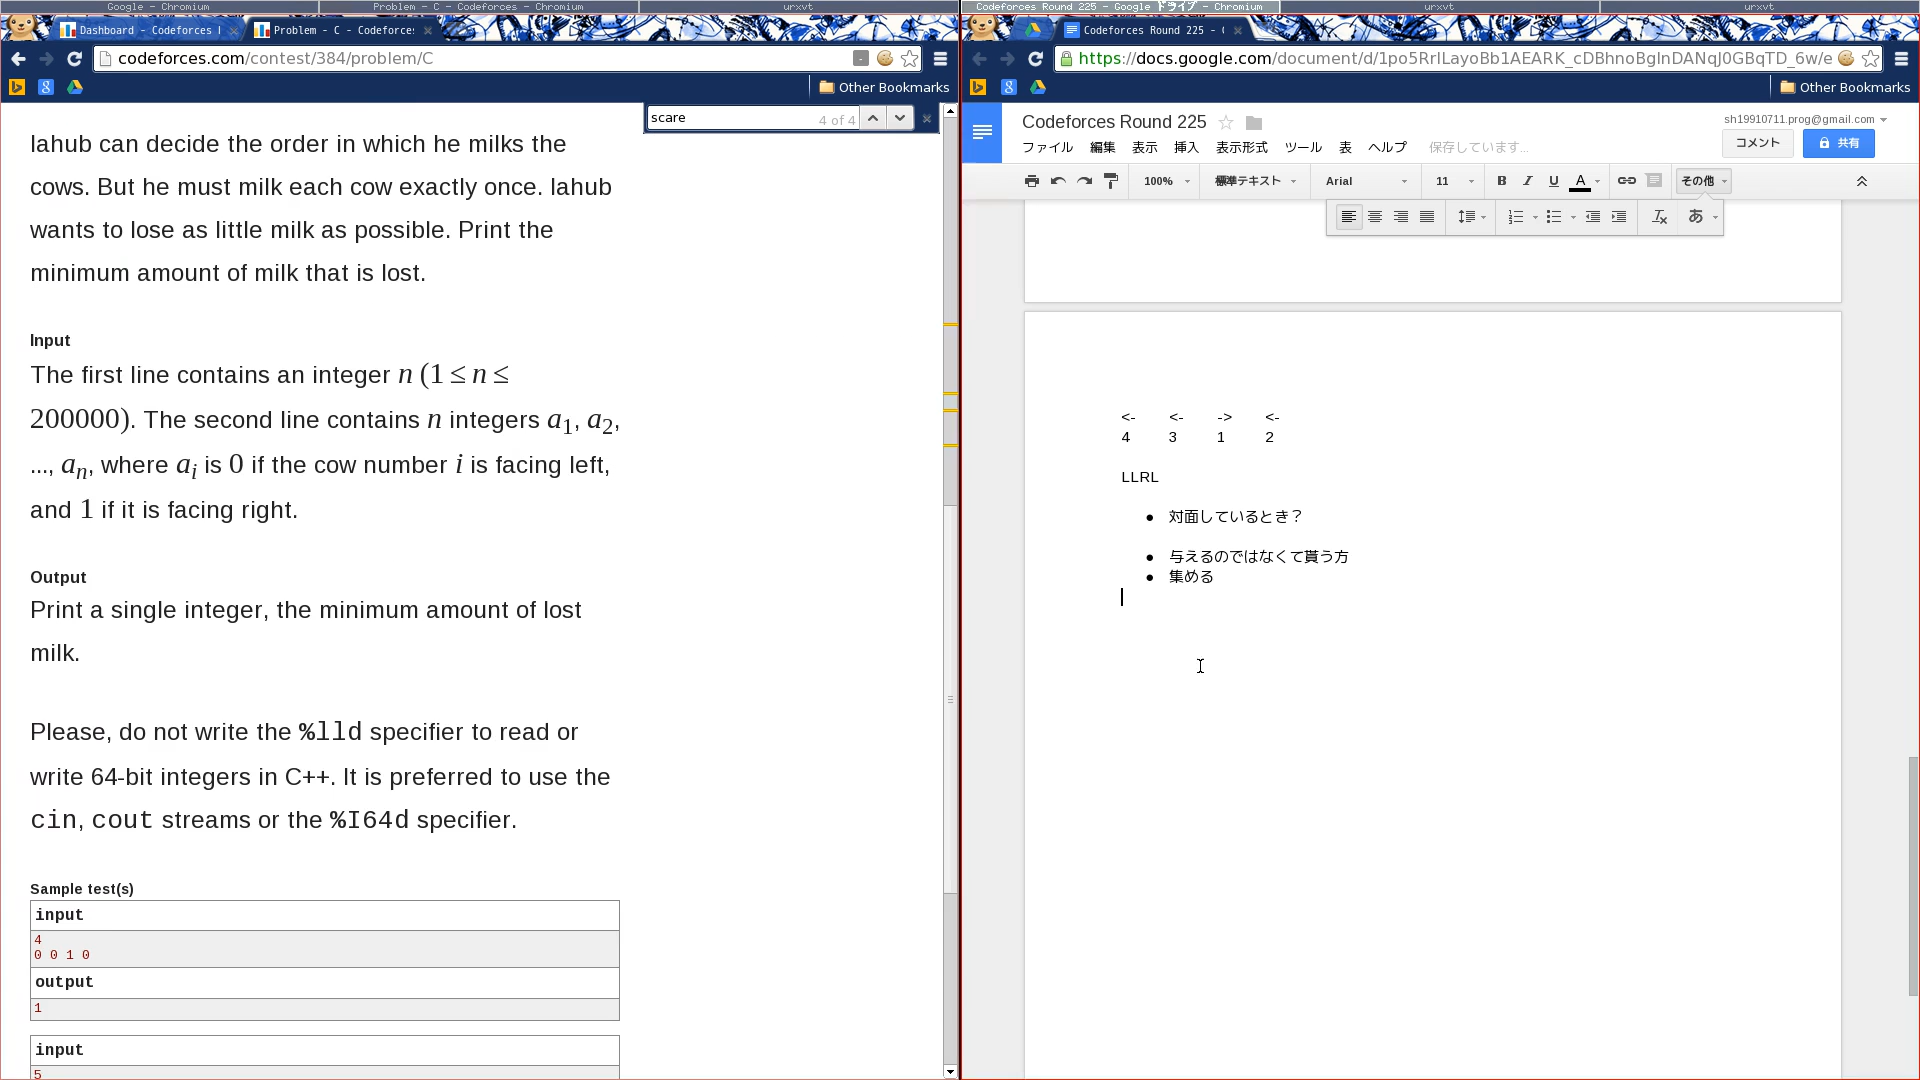 Google - Chromium
Problem - C - Codeforces - Chromium
urxvt
Codeforces Round 225 - Google ドライブ - Chromium
urxvt
urxvt
Dashboard - Codeforces
Problem - C - Codeforces
codeforces.com/contest/384/problem/C
Other Bookmarks
scare
4 of 4
Iahub can decide the order in which he milks the
cows. But he must milk each cow exactly once. Iahub
wants to lose as little milk as possible. Print the
minimum amount of milk that is lost.
Input
The first line contains an integer n (1 ≤ n ≤
200000). The second line contains n integers a1, a2,
..., an, where ai is 0 if the cow number i is facing left,
and 1 if it is facing right.
Output
Print a single integer, the minimum amount of lost
milk.
Please, do not write the %lld specifier to read or
write 64-bit integers in C++. It is preferred to use the
cin, cout streams or the %I64d specifier.
Sample test(s)
input
4
0 0 1 0
output
1
input
5
Codeforces Round 225 -
https://docs.google.com/document/d/1po5RrlLayoBb1AEARK_cDBhnoBglnDANqJ0GBqTD_6w/e
Other Bookmarks
Codeforces Round 225
sh19910711.prog@gmail.com
ファイル 編集 表示 挿入 表示形式 ツール 表 ヘルプ 保存しています...
コメント
共有
100% 標準テキスト Arial 11 B I U A その他
あ
<- <- -> <-
4 3 1 2
LLRL
● 対面しているとき？
● 与えるのではなくて貰う方
● 集める